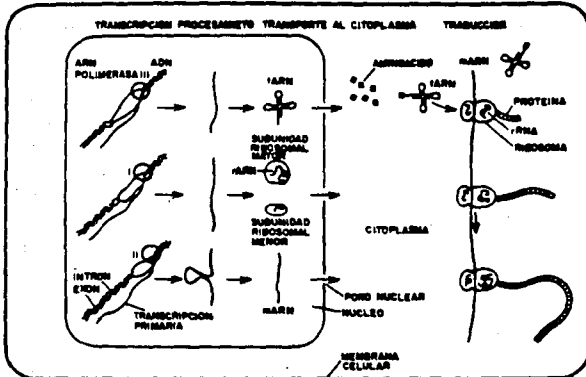 TRANSCRIPCION PROCESAMIETO TRANSPORTE AL CITOPLASMA TRADUCCION
ARN
POLIMERASA III
ADN
tARN
AMINOACIDO
tARN
mARN
PROTEINA
rRNA
RIBOSOMA
SUBUNIDAD
RIBOSOMAL
MAYOR
rARN
I
SUBUNIDAD
RIBOSOMAL
MENOR
CITOPLASMA
II
INTRON
EXON
TRANSCRIPCION
PRIMARIA
mARN
PORO NUCLEAR
NUCLEO
MEMBRANA
CELULAR